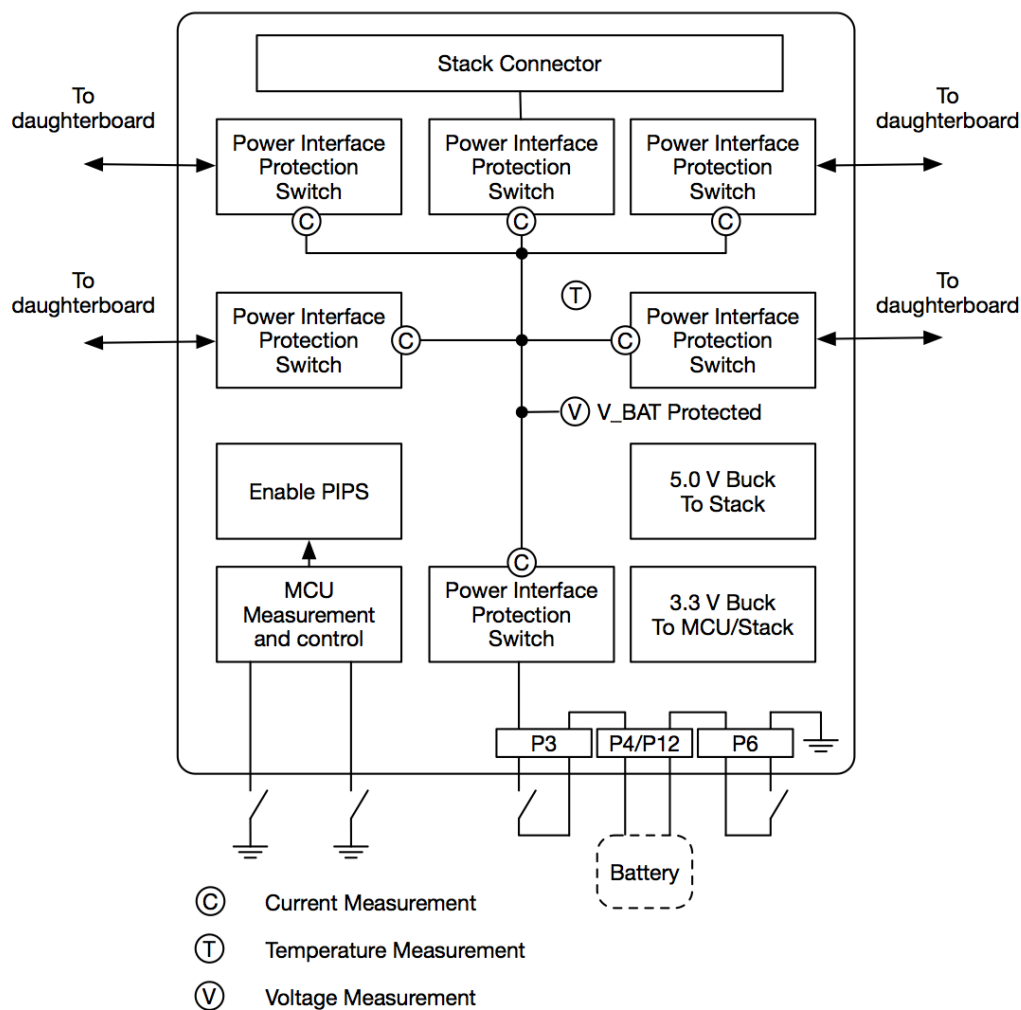 Stack Connector
To
daughterboard
Power Interface
Protection
Switch
C
Power Interface
Protection
Switch
C
Power Interface
Protection
Switch
C
To
daughterboard
To
daughterboard
Power Interface
Protection
Switch
C
T
C
Power Interface
Protection
Switch
To
daughterboard
V V_BAT Protected
Enable PIPS
5.0 V Buck
To Stack
MCU
Measurement
and control
C
Power Interface
Protection
Switch
3.3 V Buck
To MCU/Stack
P3
P4/P12
P6
Battery
C Current Measurement
T Temperature Measurement
V Voltage Measurement